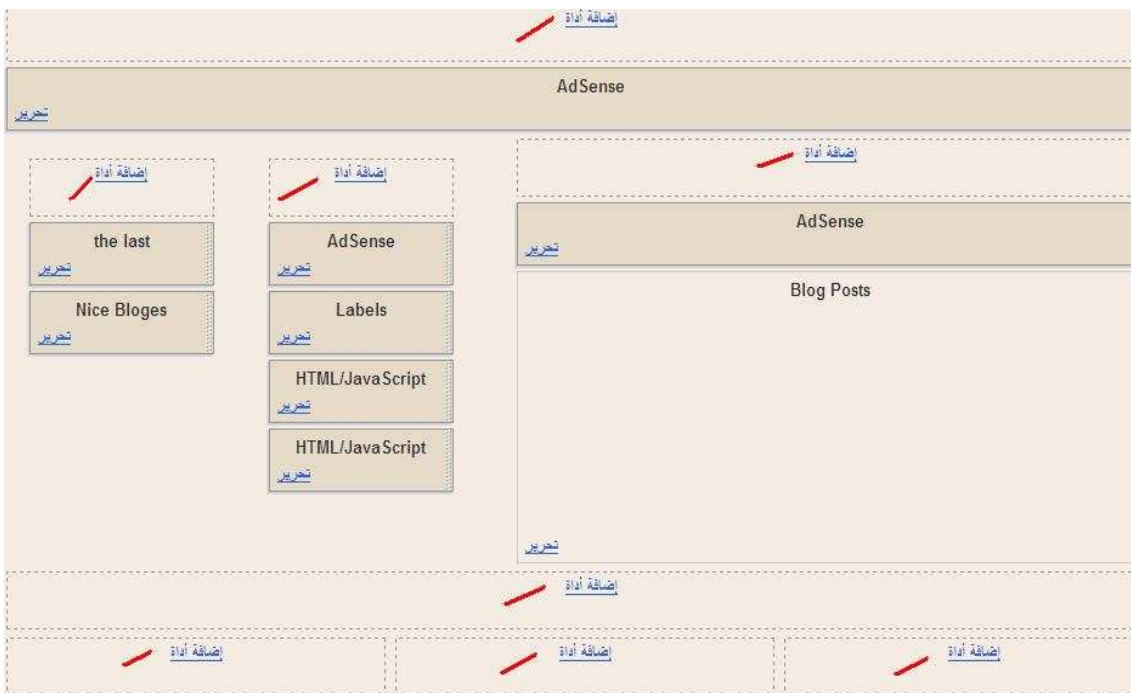 إضافة أداة
AdSense
تحرير
إضافة أداة
AdSense
تحرير
Blog Posts
تحرير
إضافة أداة
AdSense
تحرير
Labels
تحرير
HTML/JavaScript
تحرير
HTML/JavaScript
تحرير
إضافة أداة
the last
تحرير
Nice Bloges
تحرير
إضافة أداة
إضافة أداة
إضافة أداة
إضافة أداة